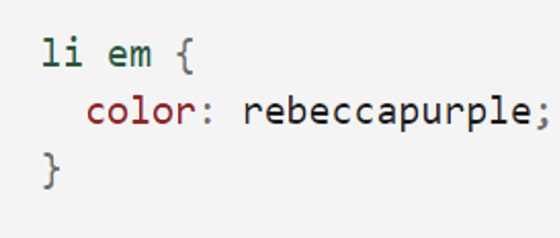 li em {
  color: rebeccapurple;
}